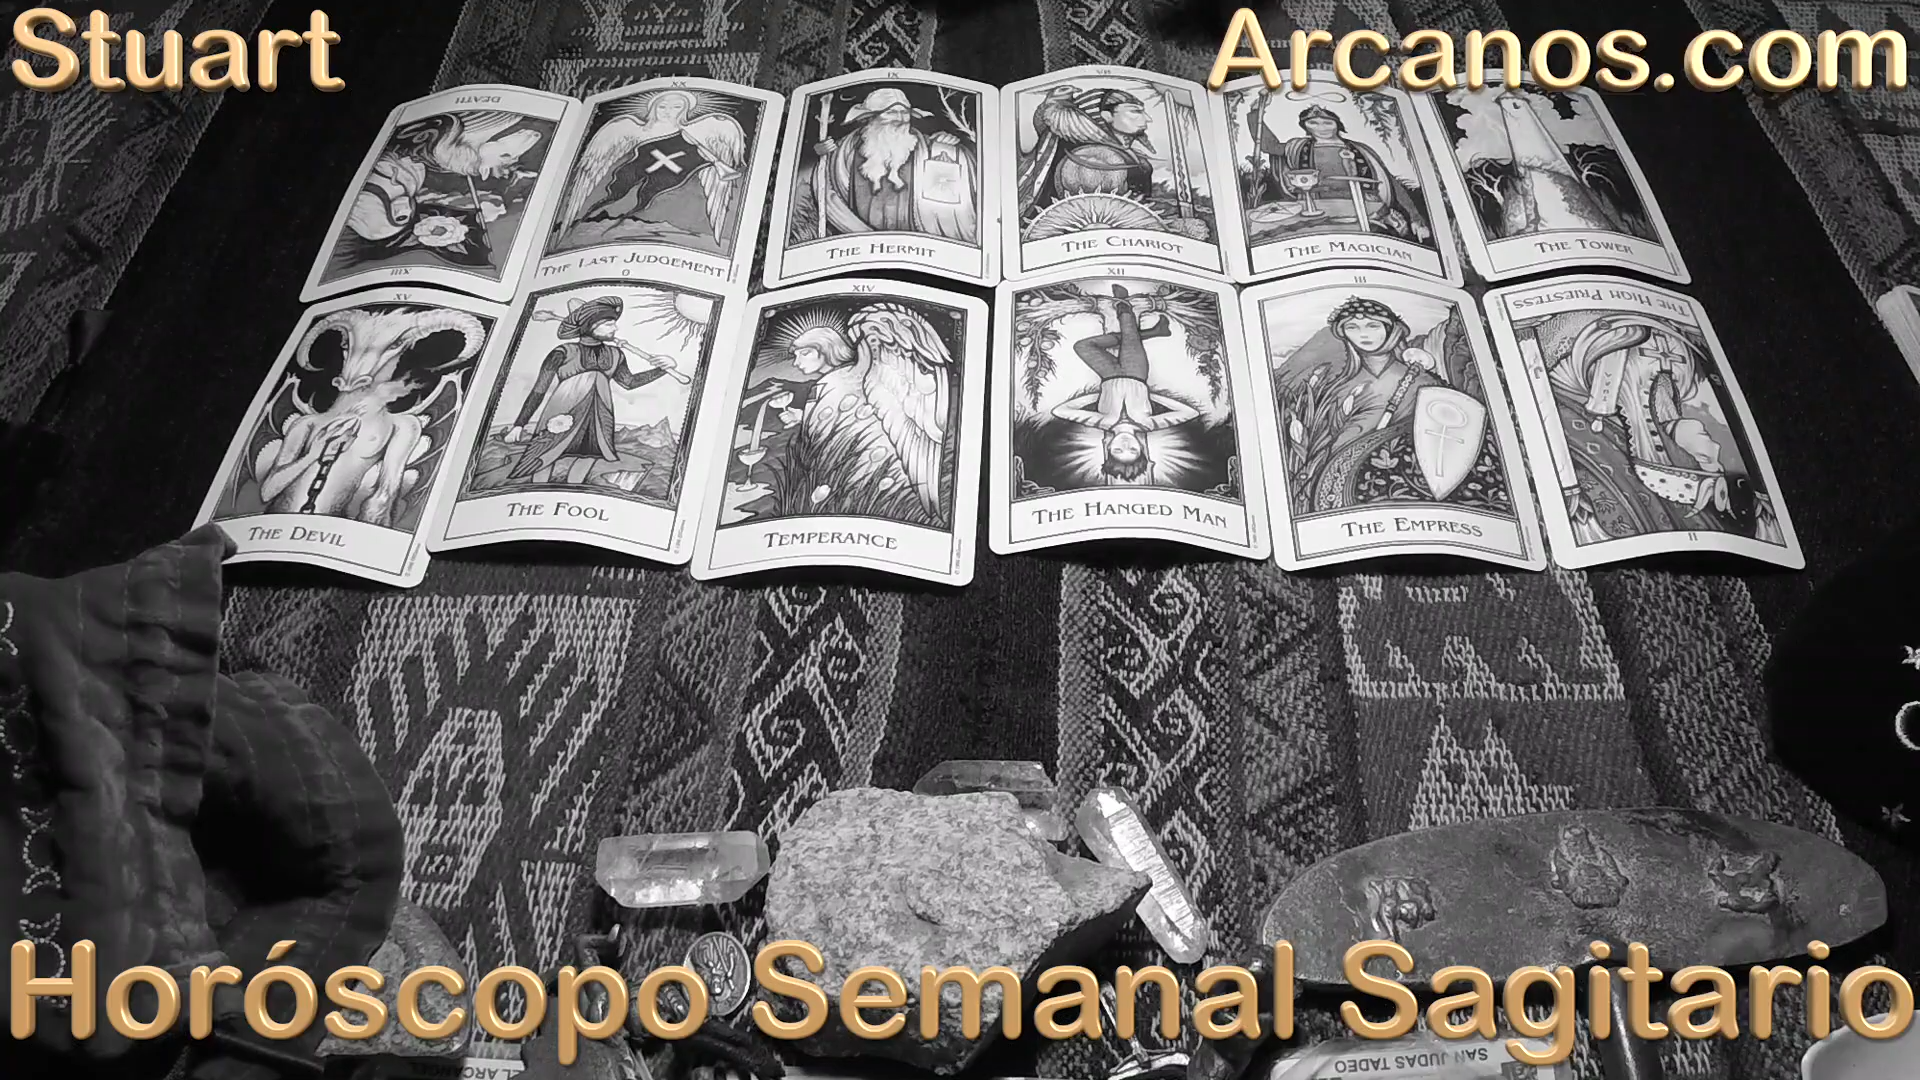 Stuart
Arcanos.com
DEATH
XIII
XX
THE LAST JUDGEMENT
IX
THE HERMIT
VII
THE CHARIOT
THE MAGICIAN
THE TOWER
XV
THE DEVIL
0
THE FOOL
XIV
TEMPERANCE
XII
THE HANGED MAN
III
THE EMPRESS
THE HIGH PRIESTESS
II
Horóscopo Semanal Sagitario
SAN JUDAS TADEO